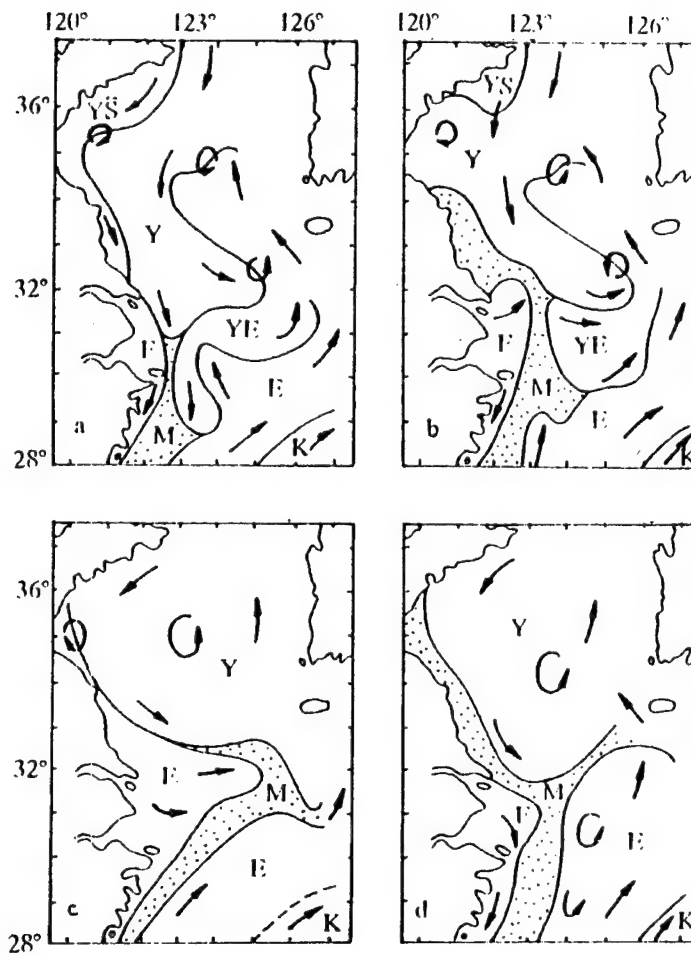 120° 123° 126° 120° 123° 126°
36° YS YS
Y Y
32°
F YE F YE
E M
a M b E
28° K K
36°
Y Y
32° F
M M
F E
E
c K d K
28°